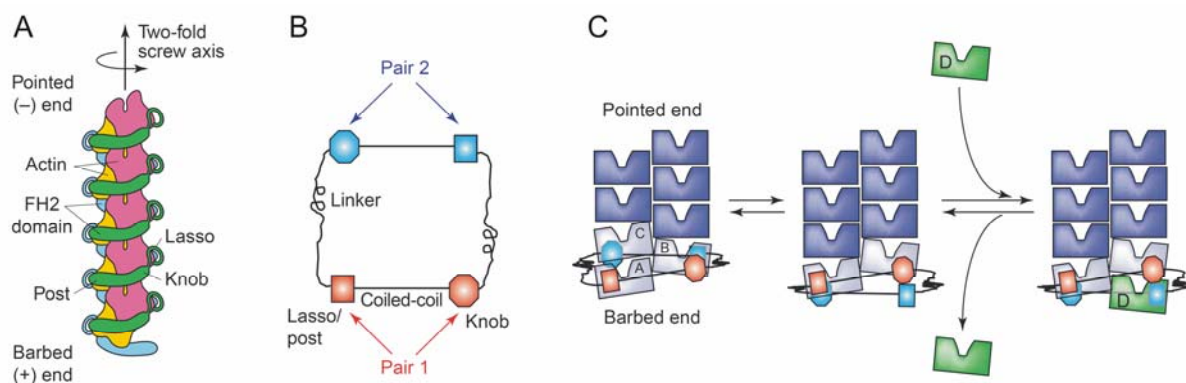 A
Two-fold
screw axis
Pointed
(–) end
Actin
FH2
domain
Lasso
Knob
Post
Barbed
(+) end
B
Pair 2
Linker
Coiled-coil
Lasso/
post
Knob
Pair 1
C
D
Pointed end
C
B
A
D
Barbed end
D